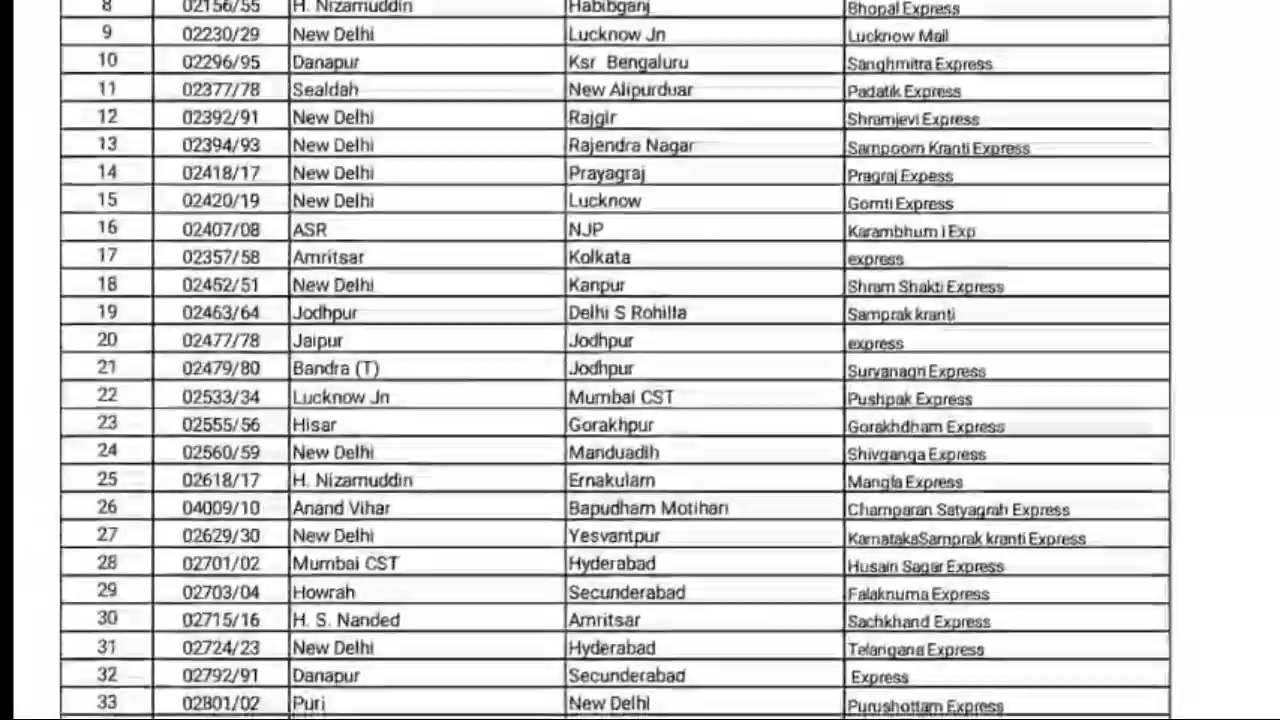 8 02156/55 H. Nizamuddin Habibganj Bhopal Express
9 02230/29 New Delhi Lucknow Jn Lucknow Mail
10 02296/95 Danapur Ksr Bengaluru Sanghmitra Express
11 02377/78 Sealdah New Alipurduar Padatik Express
12 02392/91 New Delhi Rajgir Shramjevi Express
13 02394/93 New Delhi Rajendra Nagar Sampoorn Kranti Express
14 02418/17 New Delhi Prayagraj Pragraj Expess
15 02420/19 New Delhi Lucknow Gomti Express
16 02407/08 ASR NJP Karambhum I Exp
17 02357/58 Amritsar Kolkata express
18 02452/51 New Delhi Kanpur Shram Shakti Express
19 02463/64 Jodhpur Delhi S Rohilla Samprak kranti
20 02477/78 Jaipur Jodhpur express
21 02479/80 Bandra (T) Jodhpur Suryanagri Express
22 02533/34 Lucknow Jn Mumbai CST Pushpak Express
23 02555/56 Hisar Gorakhpur Gorakhdham Express
24 02560/59 New Delhi Manduadih Shivganga Express
25 02618/17 H. Nizamuddin Ernakulam Mangla Express
26 04009/10 Anand Vihar Bapudham Motihari Champaran Satyagrah Express
27 02629/30 New Delhi Yesvantpur KarnatakaSamprak kranti Express
28 02701/02 Mumbai CST Hyderabad Husain Sagar Express
29 02703/04 Howrah Secunderabad Falaknuma Express
30 02715/16 H. S. Nanded Amritsar Sachkhand Express
31 02724/23 New Delhi Hyderabad Telangana Express
32 02792/91 Danapur Secunderabad Express
33 02801/02 Puri New Delhi Purushottam Express